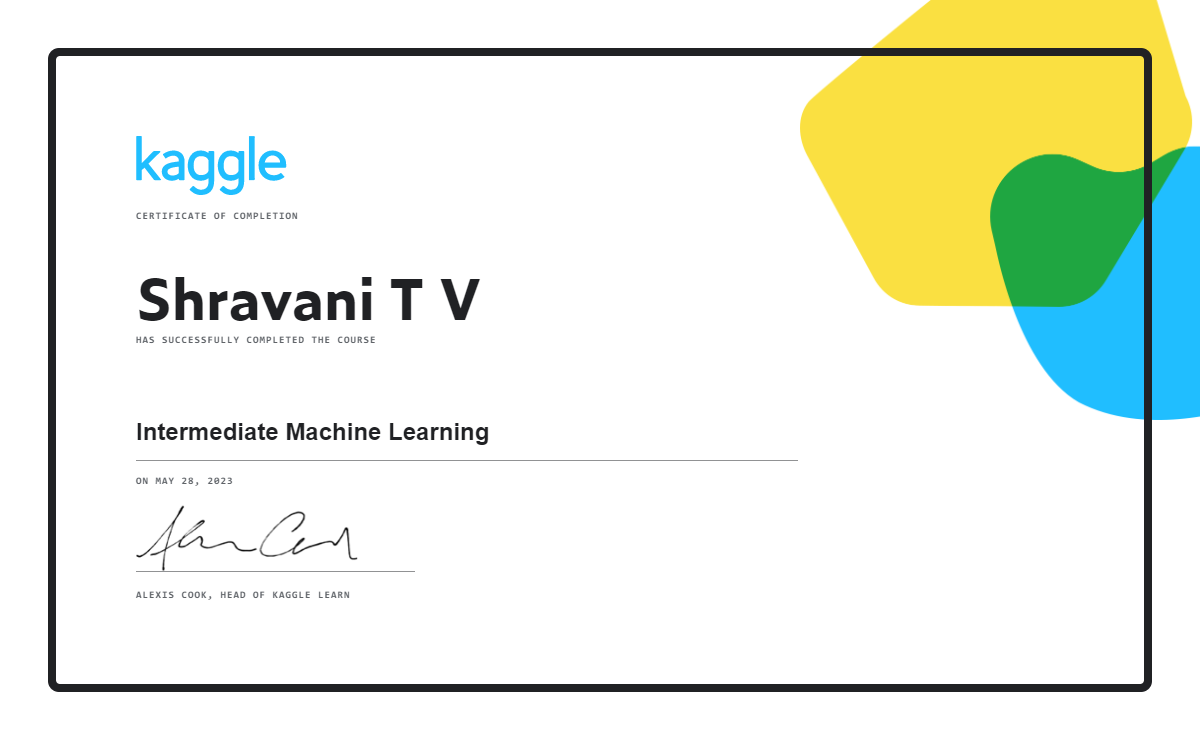 kaggle
CERTIFICATE OF COMPLETION
Shravani T V
HAS SUCCESSFULLY COMPLETED THE COURSE
Intermediate Machine Learning
ON MAY 28, 2023
ALEXIS COOK, HEAD OF KAGGLE LEARN